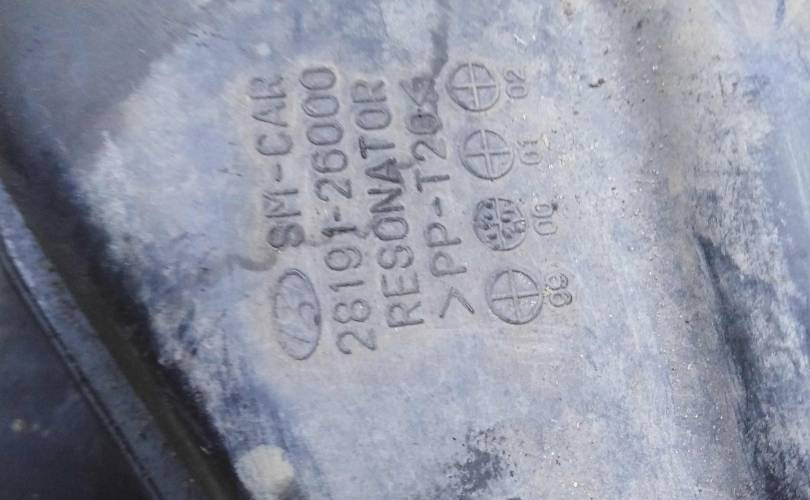 SM-CAR
28191-26000
RESONATOR
>PP-T20<
99 00 01 02